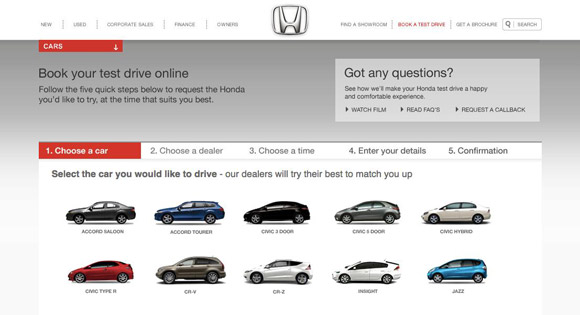 NEW USED CORPORATE SALES FINANCE OWNERS FIND A SHOWROOM BOOK A TEST DRIVE GET A BROCHURE SEARCH
CARS
Book your test drive online
Follow the five quick steps below to request the Honda
you'd like to try, at the time that suits you best.
Got any questions?
See how we'll make your Honda test drive a happy
and comfortable experience.
WATCH FILM READ FAQ'S REQUEST A CALLBACK
1. Choose a car 2. Choose a dealer 3. Choose a time 4. Enter your details 5. Confirmation
Select the car you would like to drive - our dealers will try their best to match you up
ACCORD SALOON ACCORD TOURER CIVIC 3 DOOR CIVIC 5 DOOR CIVIC HYBRID
CIVIC TYPE R CR-V CR-Z INSIGHT JAZZ